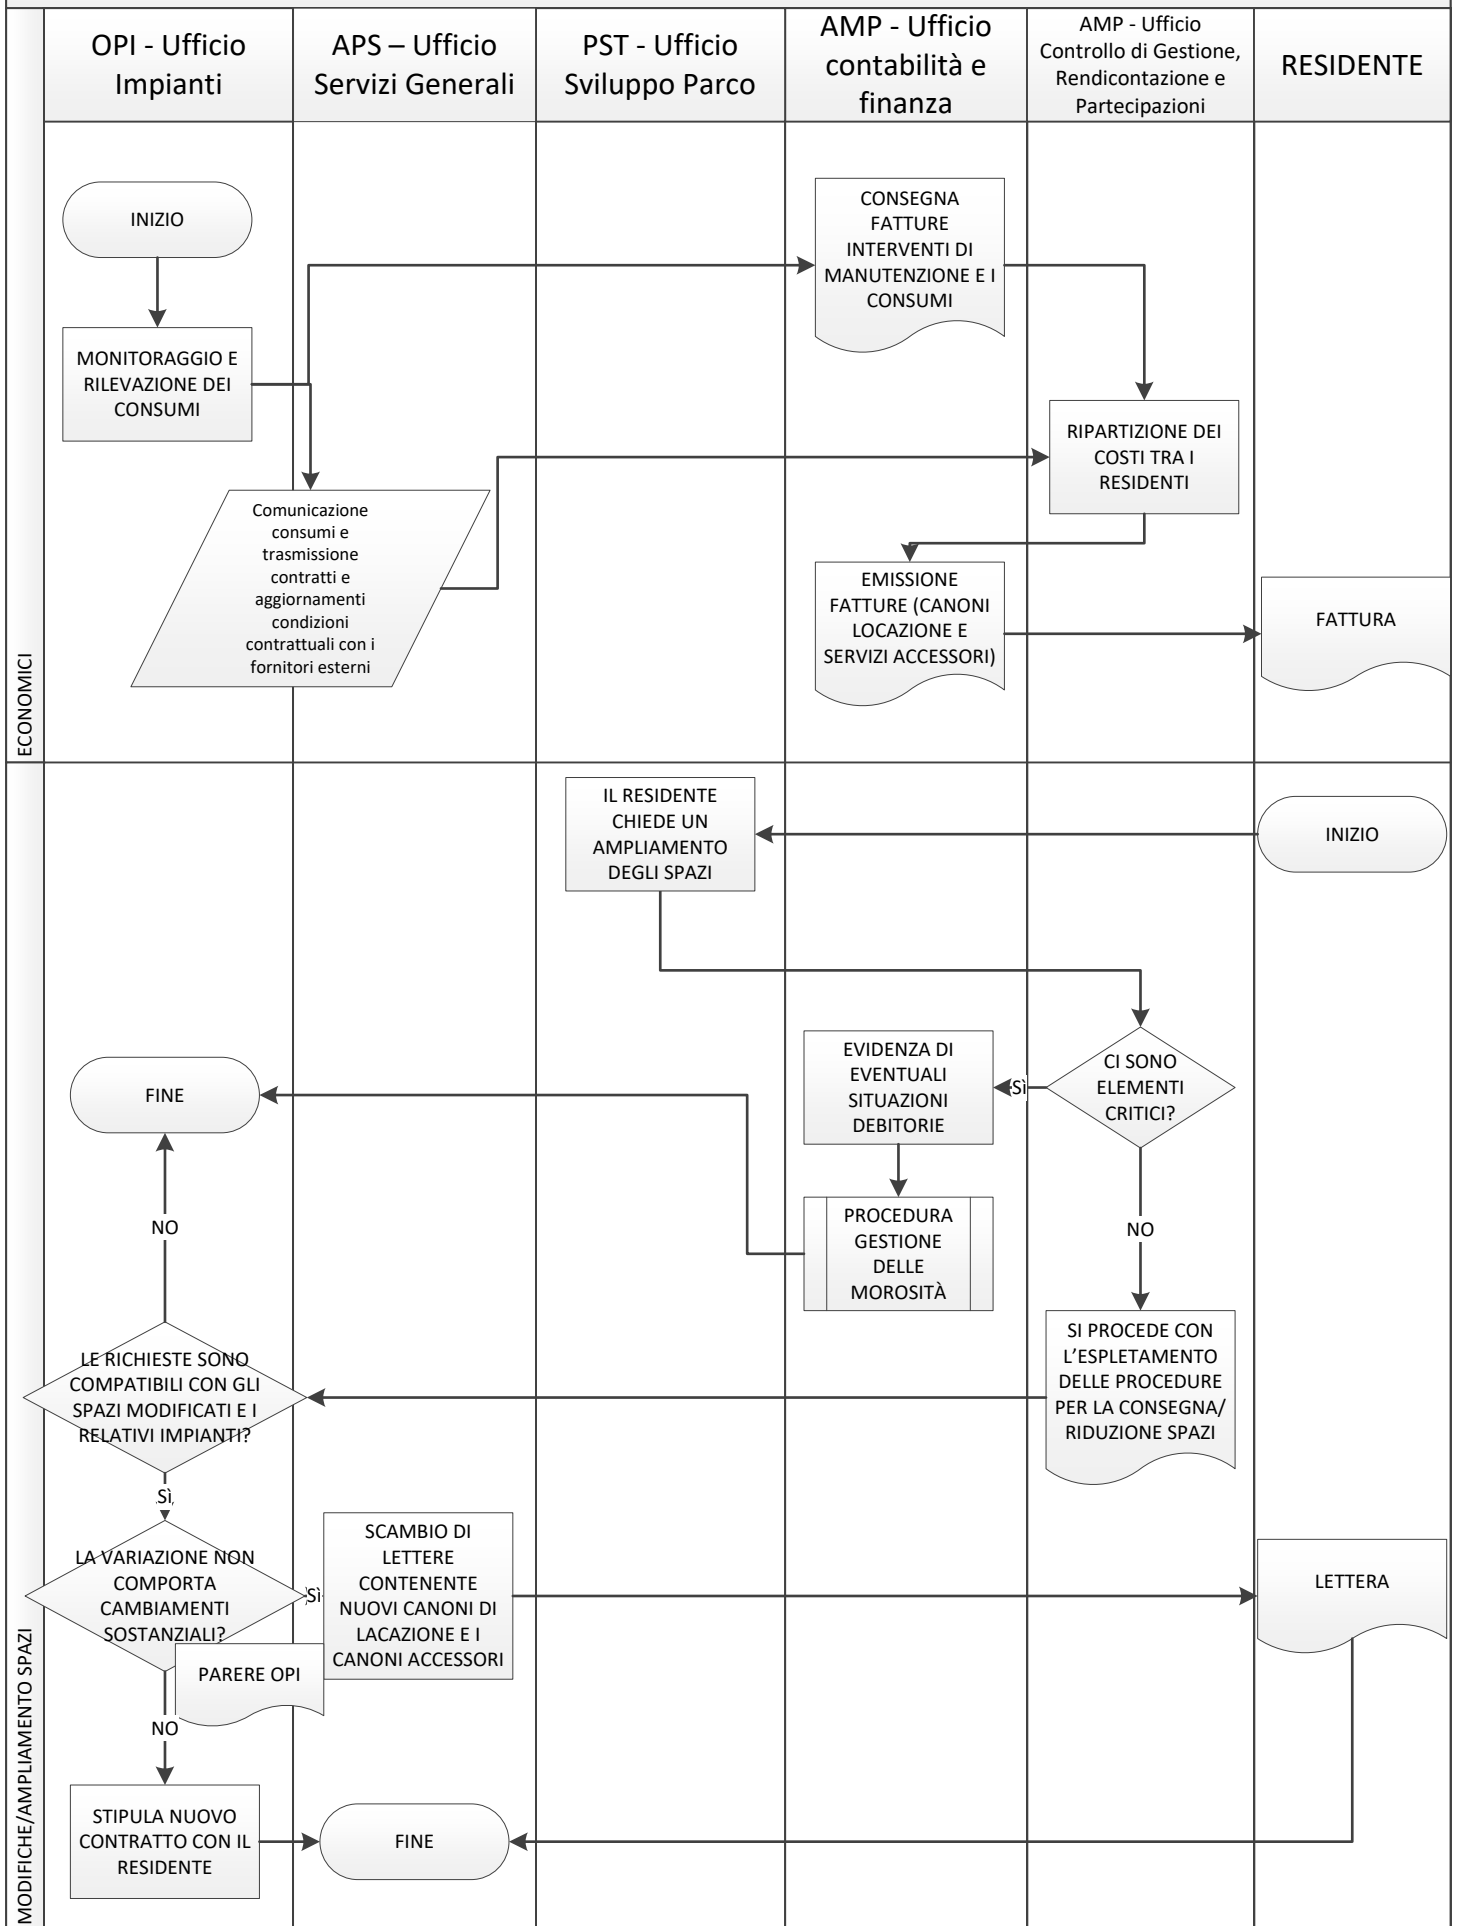 OPI - Ufficio
Impianti
APS – Ufficio
Servizi Generali
PST - Ufficio
Sviluppo Parco
AMP - Ufficio
contabilità e
finanza
AMP - Ufficio
Controllo di Gestione,
Rendicontazione e
Partecipazioni
RESIDENTE
ECONOMICI
INIZIO
MONITORAGGIO E
RILEVAZIONE DEI
CONSUMI
CONSEGNA
FATTURE
INTERVENTI DI
MANUTENZIONE E I
CONSUMI
RIPARTIZIONE DEI
COSTI TRA I
RESIDENTI
Comunicazione
consumi e
trasmissione
contratti e
aggiornamenti
condizioni
contrattuali con i
fornitori esterni
EMISSIONE
FATTURE (CANONI
LOCAZIONE E
SERVIZI ACCESSORI)
FATTURA
MODIFICHE/AMPLIAMENTO SPAZI
IL RESIDENTE
CHIEDE UN
AMPLIAMENTO
DEGLI SPAZI
INIZIO
CI SONO
ELEMENTI
CRITICI?
Sì
EVIDENZA DI
EVENTUALI
SITUAZIONI
DEBITORIE
FINE
PROCEDURA
GESTIONE
DELLE
MOROSITÀ
NO
NO
SI PROCEDE CON
L'ESPLETAMENTO
DELLE PROCEDURE
PER LA CONSEGNA/
RIDUZIONE SPAZI
LE RICHIESTE SONO
COMPATIBILI CON GLI
SPAZI MODIFICATI E I
RELATIVI IMPIANTI?
Sì
LA VARIAZIONE NON
COMPORTA
CAMBIAMENTI
SOSTANZIALI?
Sì
SCAMBIO DI
LETTERE
CONTENENTE
NUOVI CANONI DI
LACAZIONE E I
CANONI ACCESSORI
LETTERA
PARERE OPI
NO
STIPULA NUOVO
CONTRATTO CON IL
RESIDENTE
FINE